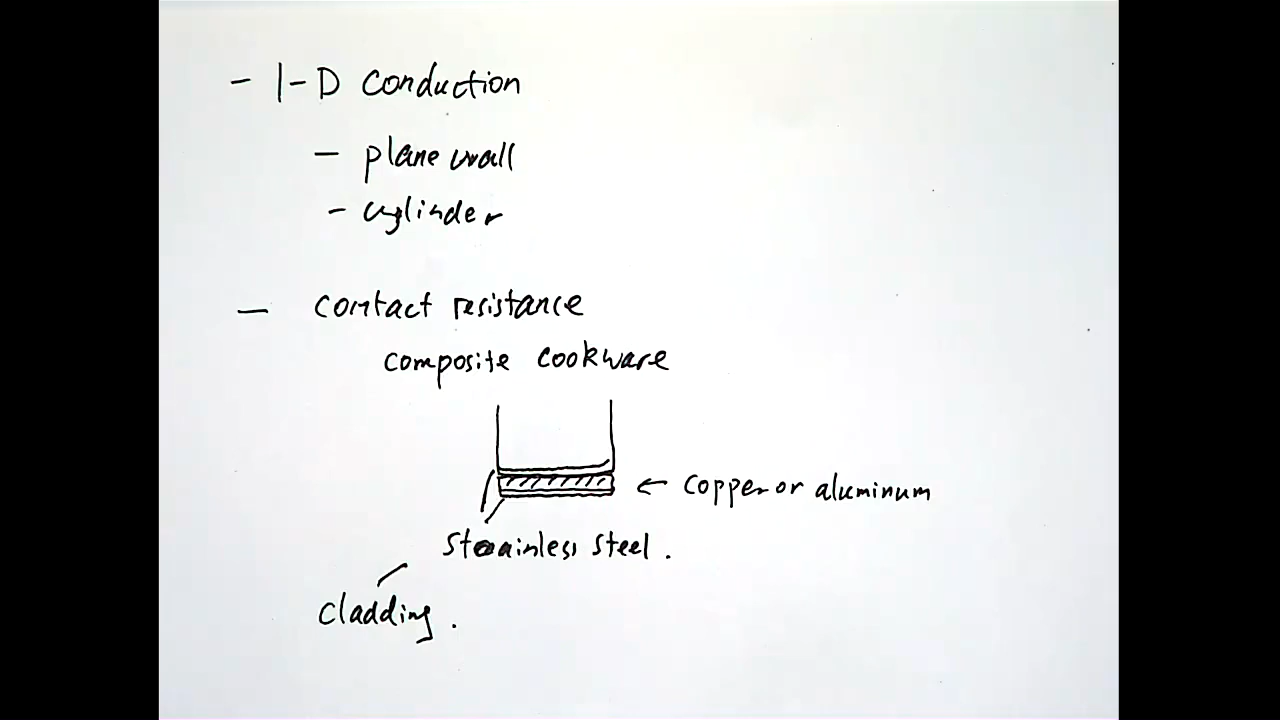 - 1-D conduction
- plane wall
- cylinder
- contact resistance
composite cookware
← copper or aluminum
Stainless steel.
Cladding.